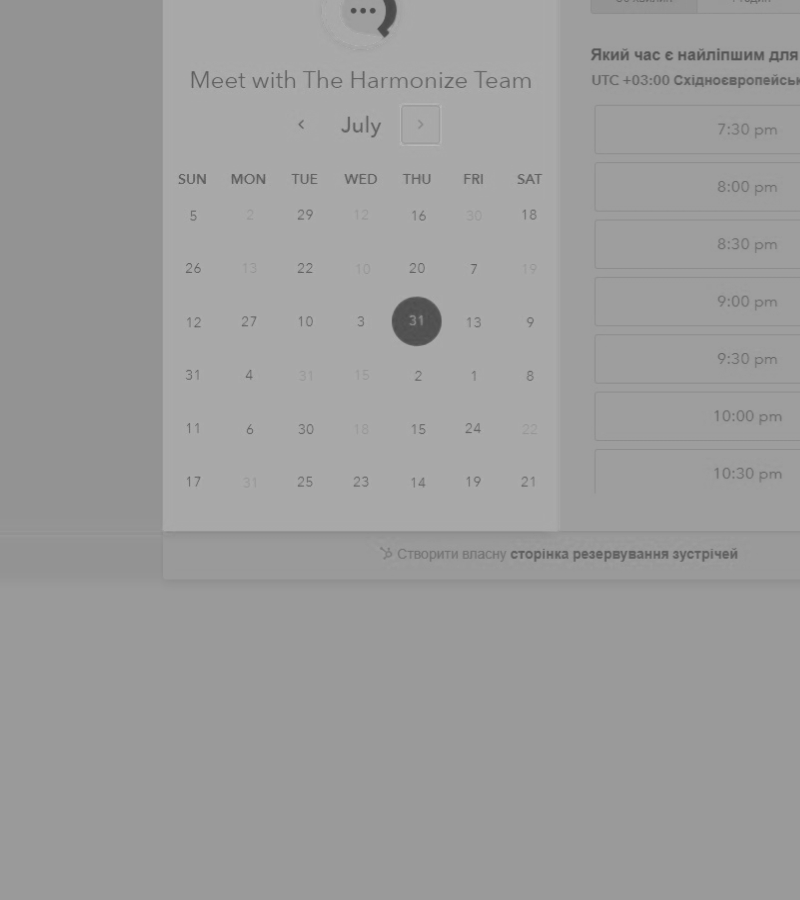 Meet with The Harmonize Team
July
SUN MON TUE WED THU FRI SAT
5 2 29 12 16 30 18
26 13 22 10 20 7 19
12 27 10 3 31 13 9
31 4 31 15 2 1 8
11 6 30 18 15 24 22
17 31 25 23 14 19 21
Який час є найліпшим для
UTC +03:00
7:30 pm
8:00 pm
8:30 pm
9:00 pm
9:30 pm
10:00 pm
10:30 pm
Створити власну сторінка резервування зустрічей